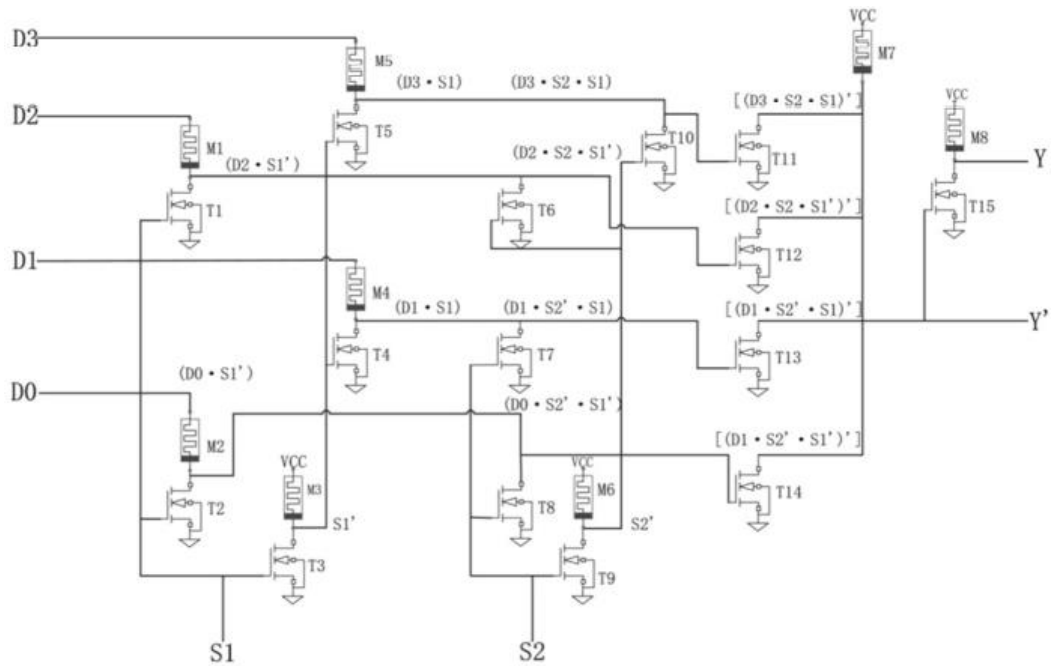 VCC
D3
M7
M5
(D3·S1)
(D3·S2·S1)
[(D3·S2·S1)']
VCC
D2
M8
T5
M1
T10
T11
Y
(D2·S1')
(D2·S2·S1')
[(D2·S2·S1')']
T15
T1
T6
T12
D1
M4
(D1·S1)
(D1·S2'·S1)
[(D1·S2'·S1)']
Y'
T4
T7
T13
(D0·S1')
D0
(D0·S2'·S1')
M2
[(D1·S2'·S1')']
VCC
VCC
M3
M6
T14
T2
T8
S1'
S2'
T3
T9
S1
S2